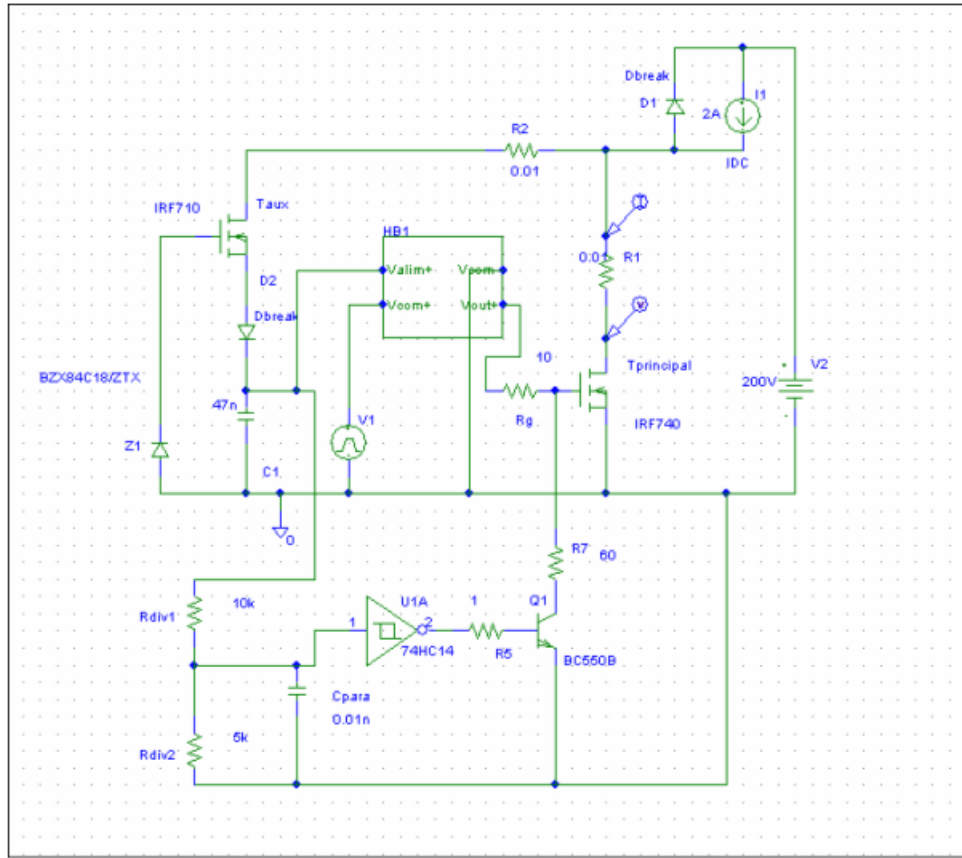 Dbreak
D1
I1
2A
IDC
R2
0.01
IRF710
Taux
HB1
D2
Valim+
Vcom
Vcom+
Vout+
0.01
R1
Dbreak
BZX84C18/ZTX
47n
V1
10
Tprincipal
V2
200V
Rg
IRF740
Z1
C1
0
R7
60
Rdiv1
10k
U1A
1
2
74HC14
1
R5
Q1
BC550B
Cpara
0.01n
Rdiv2
5k